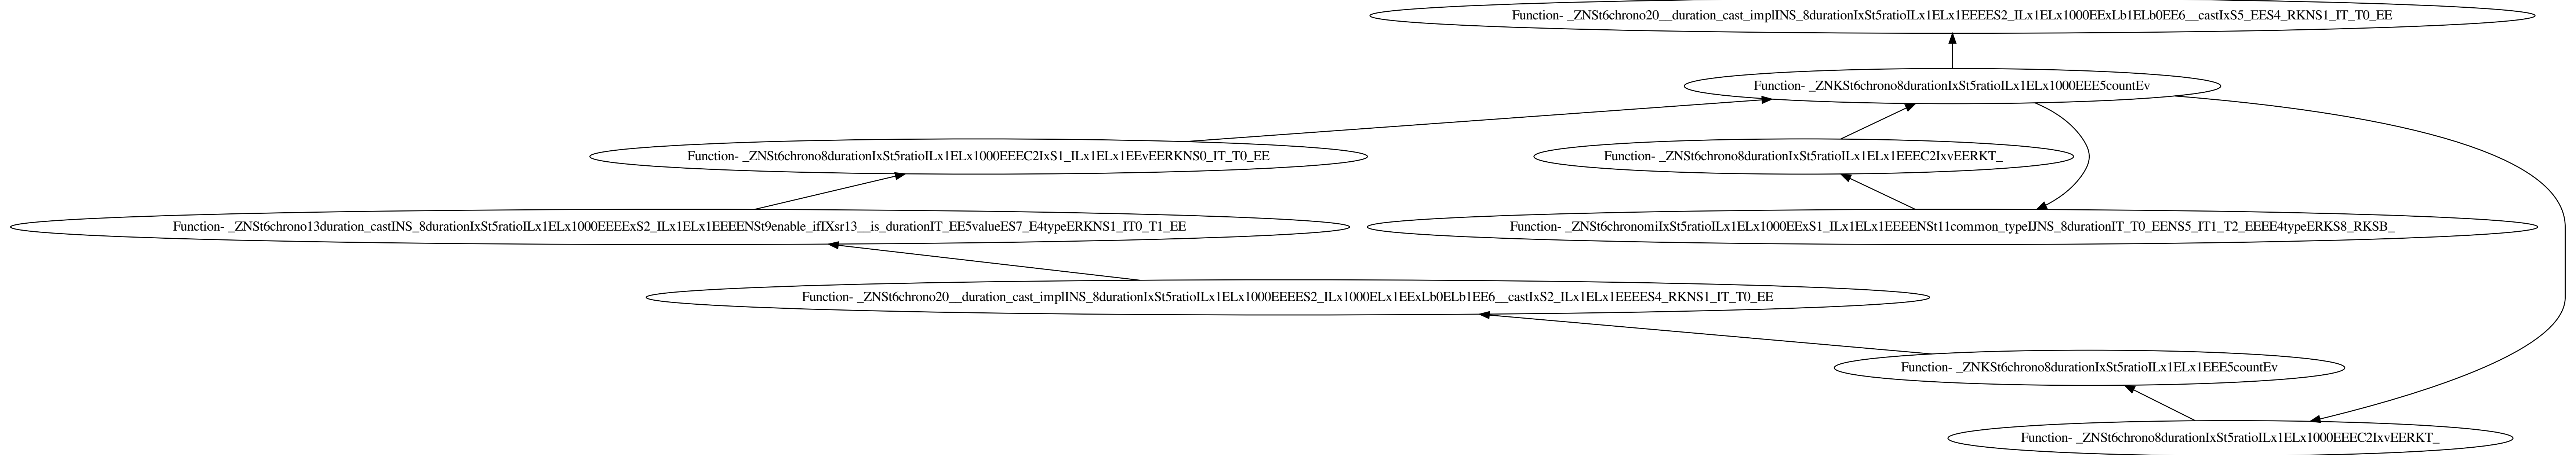 Function- _ZNSt6chrono20__duration_cast_implINS_8durationIxSt5ratioILx1ELx1EEEES2_ILx1ELx1000EExLb1ELb0EE6__castIxS5_EES4_RKNS1_IT_T0_EE
Function- _ZNKSt6chrono8durationIxSt5ratioILx1ELx1000EEE5countEv
Function- _ZNSt6chrono8durationIxSt5ratioILx1ELx1000EEEC2IxS1_ILx1ELx1EEvEERKNS0_IT_T0_EE
Function- _ZNSt6chrono8durationIxSt5ratioILx1ELx1EEEC2IxvEERKT_
Function- _ZNSt6chrono13duration_castINS_8durationIxSt5ratioILx1ELx1000EEEExS2_ILx1ELx1EEEENSt9enable_ifIXsr13__is_durationIT_EE5valueES7_E4typeERKNS1_IT0_T1_EE
Function- _ZNSt6chronomiIxSt5ratioILx1ELx1000EExS1_ILx1ELx1EEEENSt11common_typeIJNS_8durationIT_T0_EENS5_IT1_T2_EEEE4typeERKS8_RKSB_
Function- _ZNSt6chrono20__duration_cast_implINS_8durationIxSt5ratioILx1ELx1000EEEES2_ILx1000ELx1EExLb0ELb1EE6__castIxS2_ILx1ELx1EEEES4_RKNS1_IT_T0_EE
Function- _ZNKSt6chrono8durationIxSt5ratioILx1ELx1EEE5countEv
Function- _ZNSt6chrono8durationIxSt5ratioILx1ELx1000EEEC2IxvEERKT_